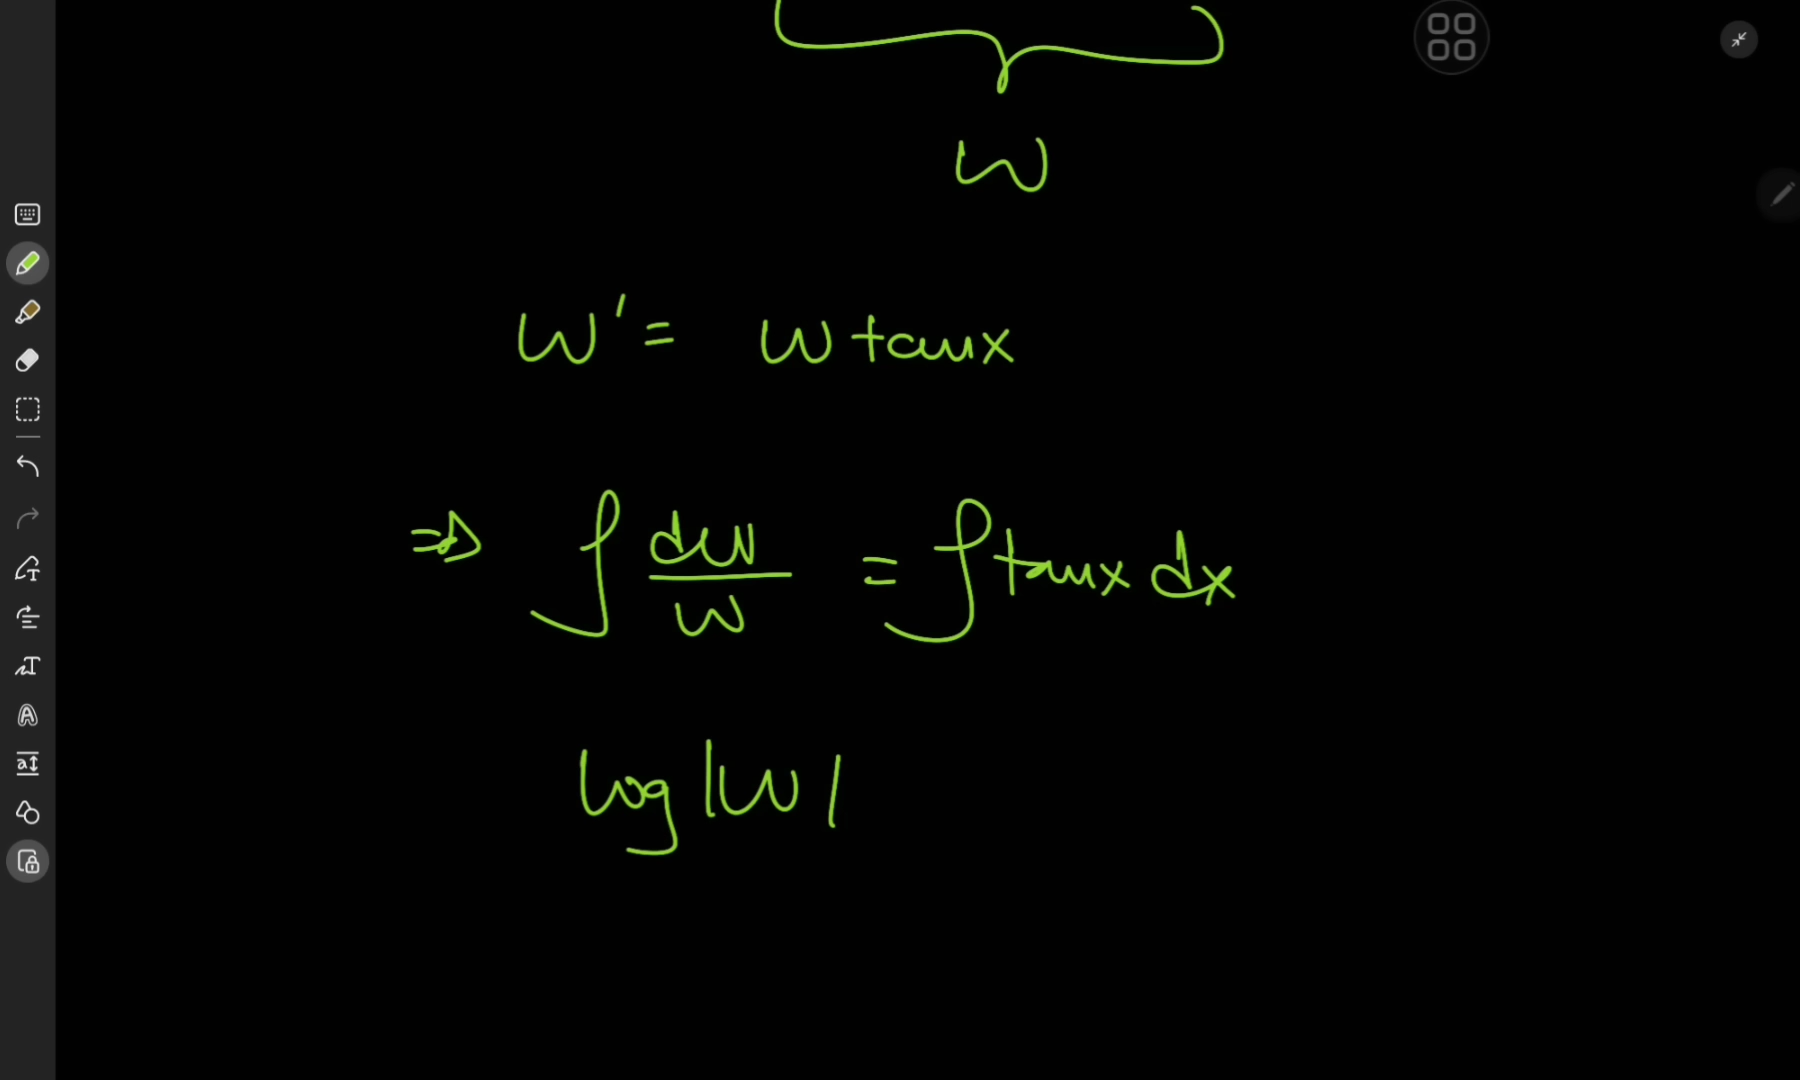 W
W' = W tanx
⇒ ∫ dW/W = ∫ tanx dx
log|W|